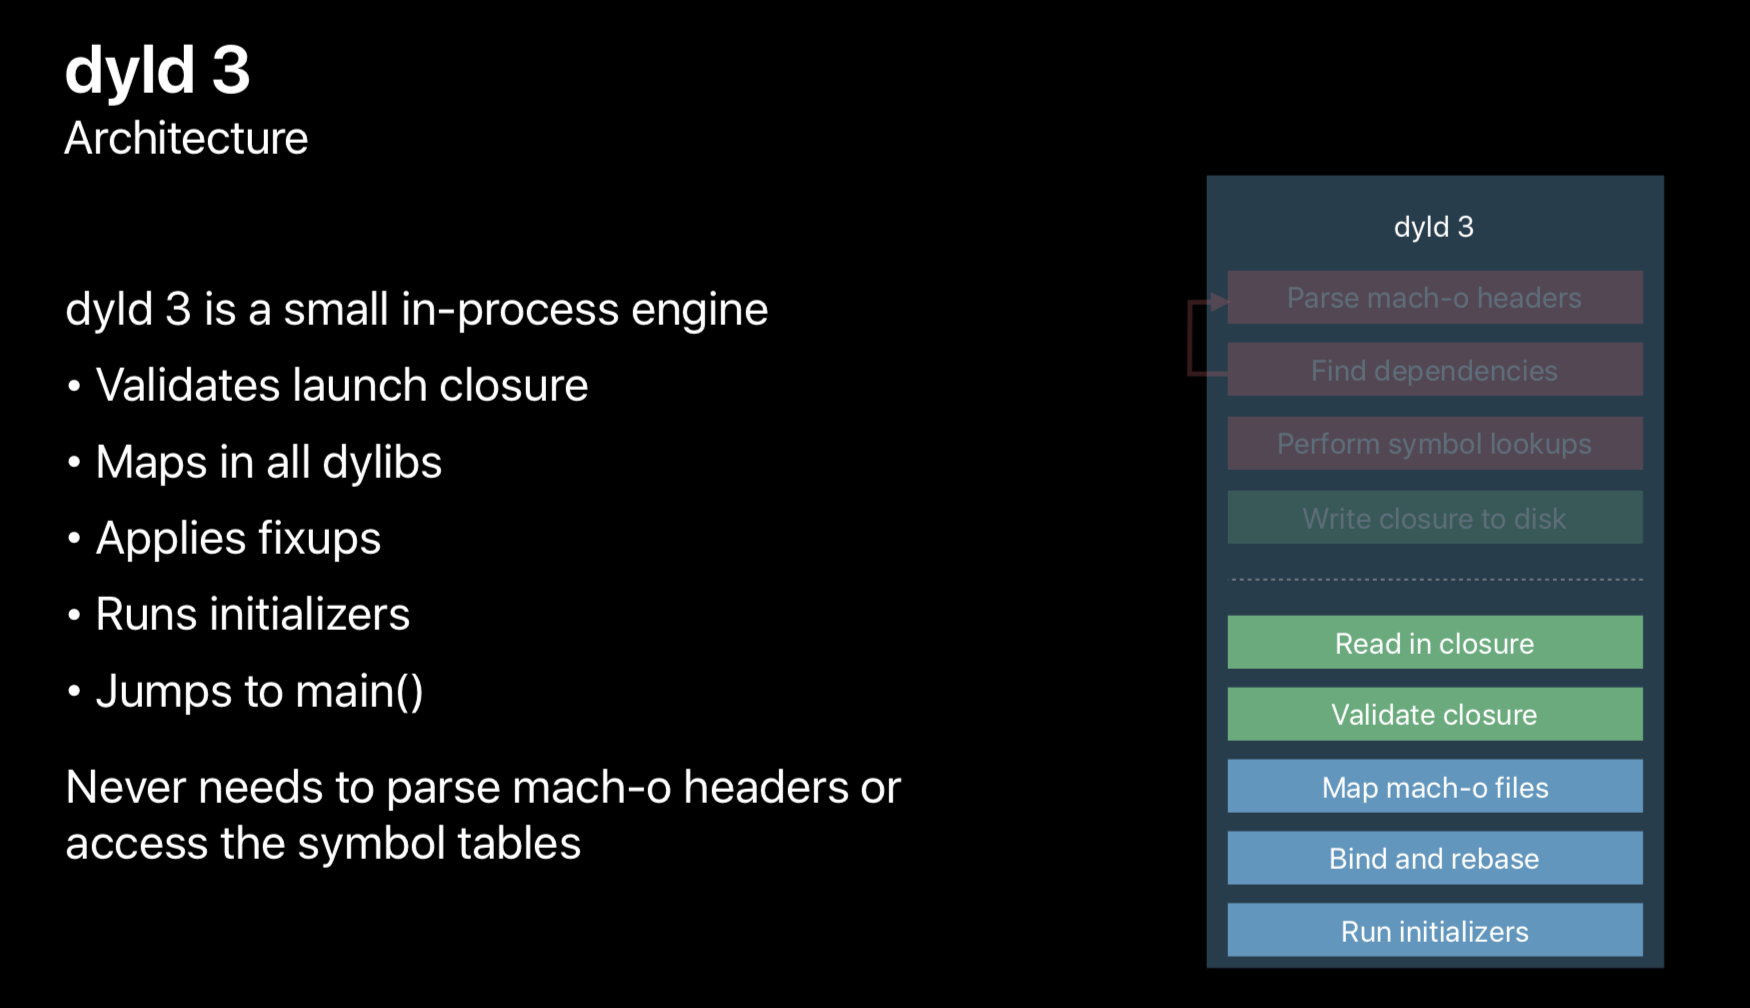 dyld 3
Architecture
dyld 3 is a small in-process engine
• Validates launch closure
• Maps in all dylibs
• Applies fixups
• Runs initializers
• Jumps to main()
Never needs to parse mach-o headers or
access the symbol tables
dyld 3
Parse mach-o headers
Find dependencies
Perform symbol lookups
Write closure to disk
Read in closure
Validate closure
Map mach-o files
Bind and rebase
Run initializers